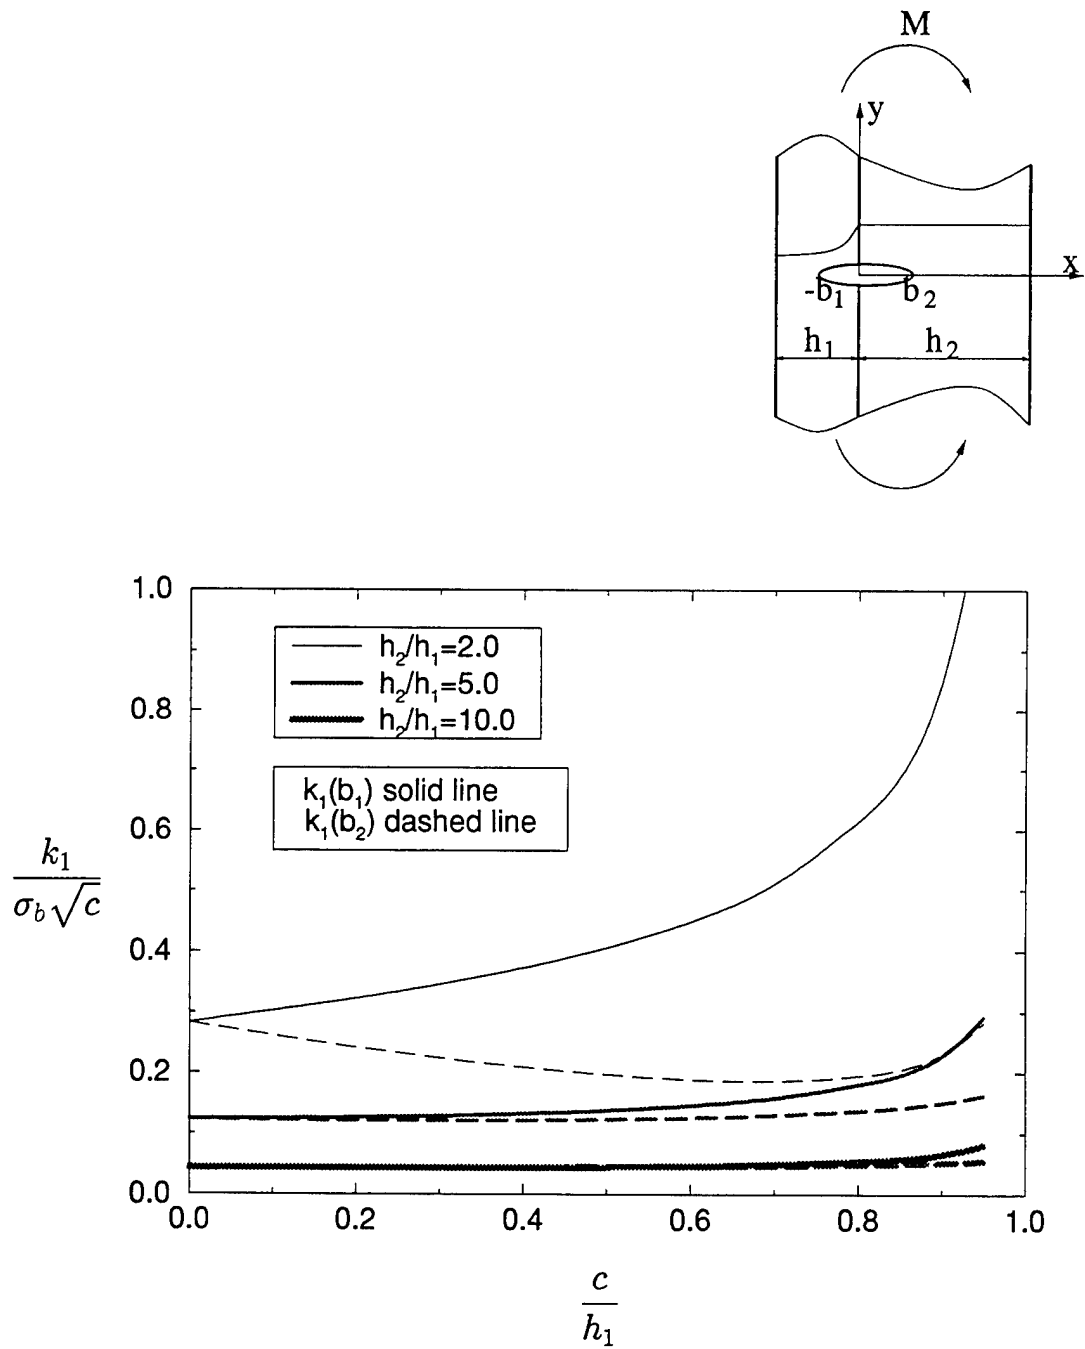 M
y
x
-b₁ b₂
h₁ h₂
1.0
0.8
0.6
0.4
0.2
0.0
h₂/h₁=2.0
h₂/h₁=5.0
h₂/h₁=10.0
k₁(b₁) solid line
k₁(b₂) dashed line
k₁
σ_b√c
0.0 0.2 0.4 0.6 0.8 1.0
c
h₁